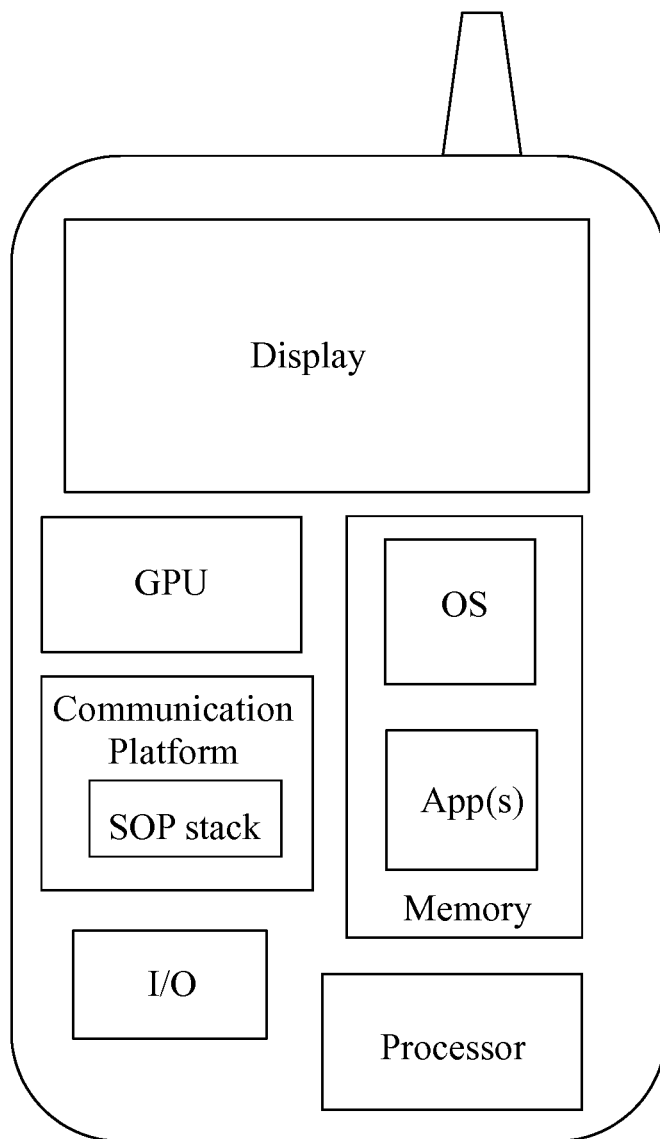 Display
GPU
OS
Communication
Platform
SOP stack
App(s)
Memory
I/O
Processor